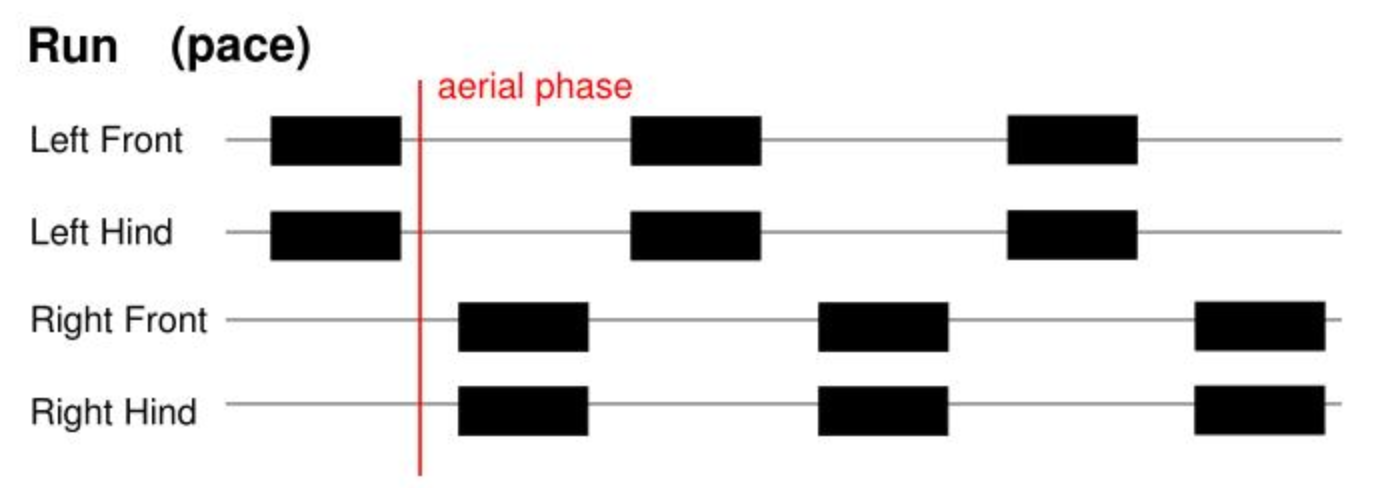 Run (pace)
aerial phase
Left Front
Left Hind
Right Front
Right Hind